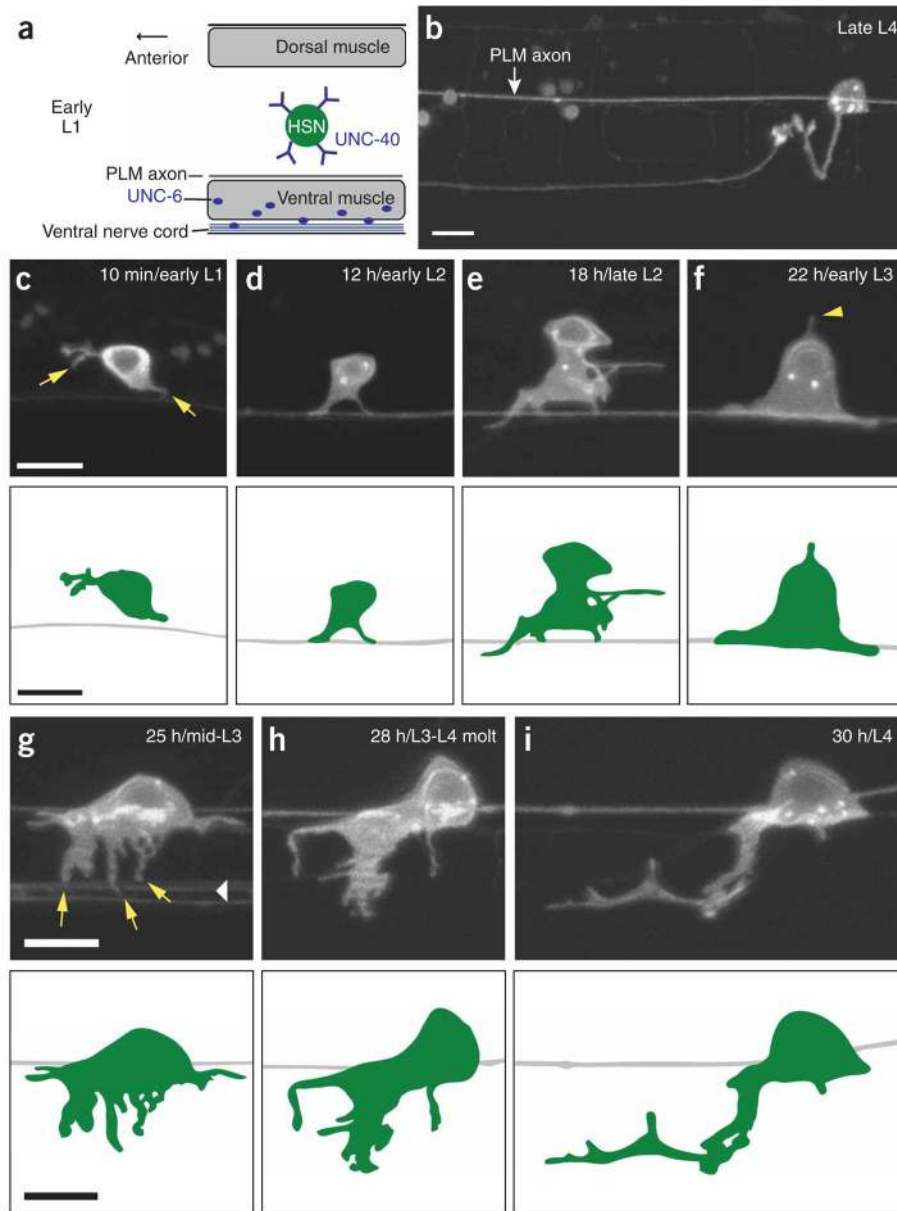 a
Anterior
Dorsal muscle
Early
L1
HSN
UNC-40
PLM axon
UNC-6
Ventral muscle
Ventral nerve cord
b
Late L4
PLM axon
c
10 min/early L1
d
12 h/early L2
e
18 h/late L2
f
22 h/early L3
g
25 h/mid-L3
h
28 h/L3-L4 molt
i
30 h/L4